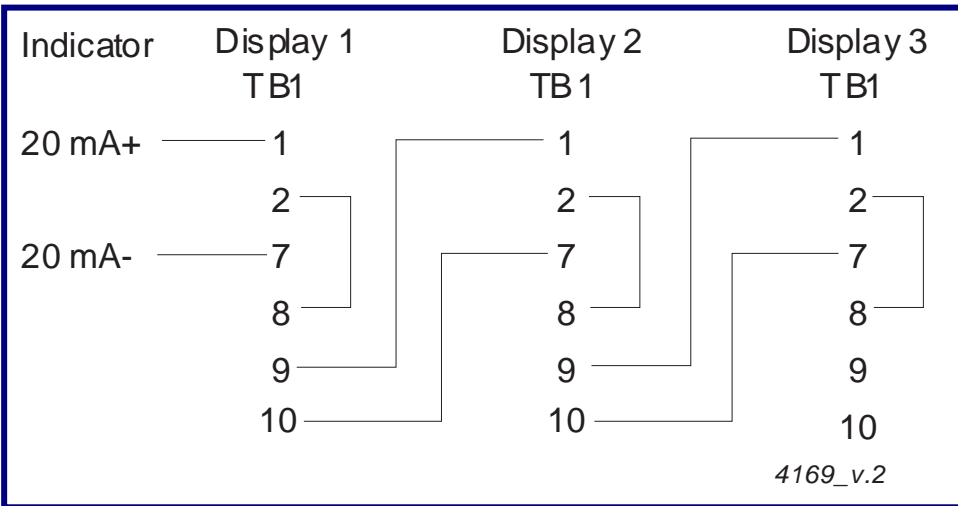 Indicator Display 1 Display 2 Display 3
TB1 TB1 TB1
20 mA+ 1 1 1
2 2 2
20 mA- 7 7 7
8 8 8
9 9 9
10 10 10
4169_v.2